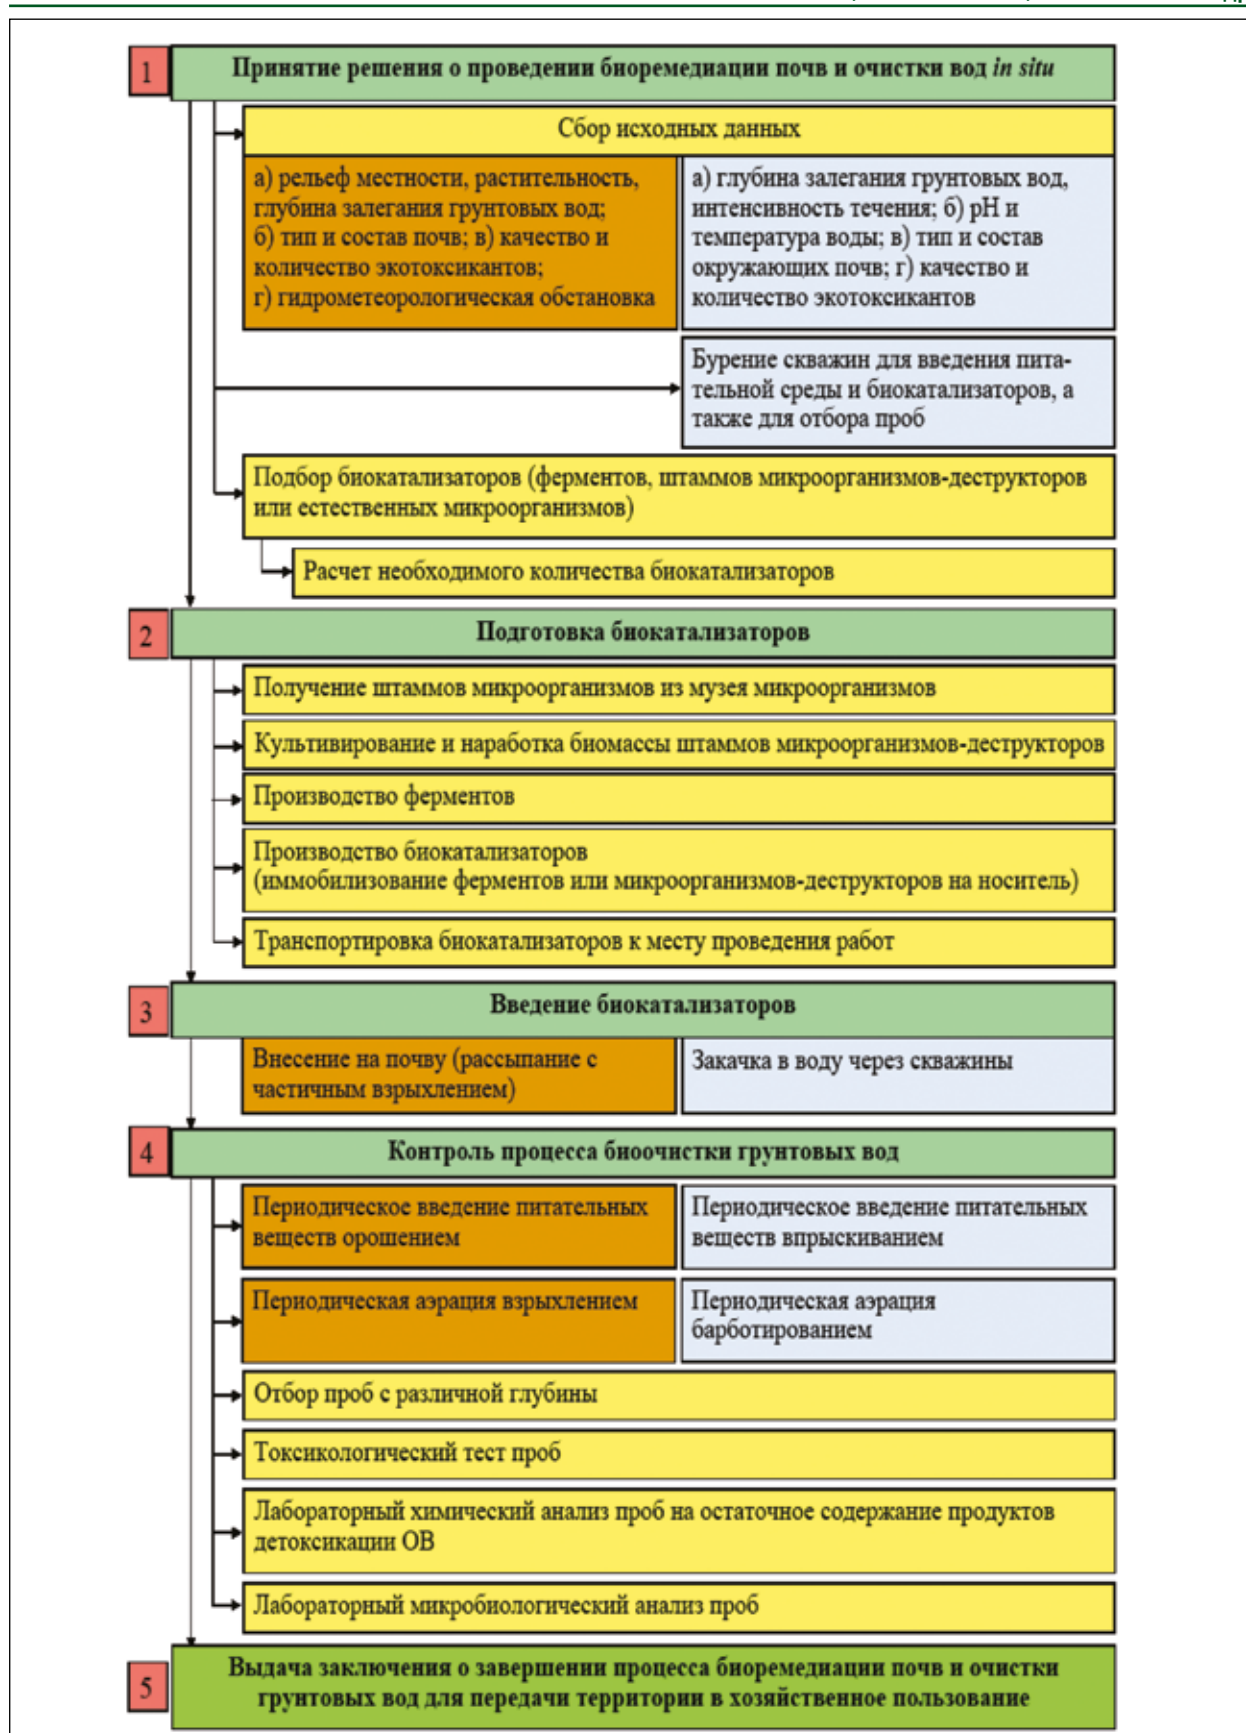 1
Принятие решения о проведении биоремедиации почв и очистки вод in situ
Сбор исходных данных
а) рельеф местности, растительность,
глубина залегания грунтовых вод;
б) тип и состав почв; в) качество и
количество экотоксикантов;
г) гидрометеорологическая обстановка
а) глубина залегания грунтовых вод,
интенсивность течения; б) pH и
температура воды; в) тип и состав
окружающих почв; г) качество и
количество экотоксикантов
Бурение скважин для введения пита-
тельной среды и биокатализаторов, а
также для отбора проб
Подбор биокатализаторов (ферментов, штаммов микроорганизмов-деструкторов
или естественных микроорганизмов)
Расчет необходимого количества биокатализаторов
2
Подготовка биокатализаторов
Получение штаммов микроорганизмов из музея микроорганизмов
Культивирование и наработка биомассы штаммов микроорганизмов-деструкторов
Производство ферментов
Производство биокатализаторов
(иммобилизование ферментов или микроорганизмов-деструкторов на носитель)
Транспортировка биокатализаторов к месту проведения работ
3
Введение биокатализаторов
Внесение на почву (рассыпание с
частичным взрыхлением)
Закачка в воду через скважины
4
Контроль процесса биоочистки грунтовых вод
Периодическое введение питательных
веществ орошением
Периодическое введение питательных
веществ впрыскиванием
Периодическая аэрация взрыхлением
Периодическая аэрация
барботированием
Отбор проб с различной глубины
Токсикологический тест проб
Лабораторный химический анализ проб на остаточное содержание продуктов
детоксикации ОВ
Лабораторный микробиологический анализ проб
5
Выдача заключения о завершении процесса биоремедиации почв и очистки
грунтовых вод для передачи территории в хозяйственное пользование